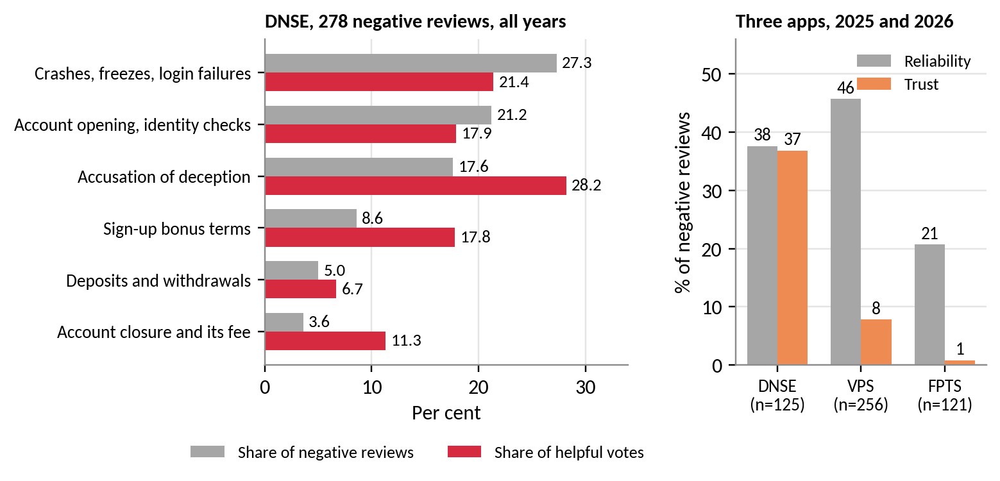 DNSE, 278 negative reviews, all years
Crashes, freezes, login failures
27.3
21.4
Account opening, identity checks
21.2
17.9
Accusation of deception
17.6
28.2
Sign-up bonus terms
8.6
17.8
Deposits and withdrawals
5.0
6.7
Account closure and its fee
3.6
11.3
0 10 20 30
Per cent
Share of negative reviews
Share of helpful votes
Three apps, 2025 and 2026
Reliability
Trust
% of negative reviews
50
40
30
20
10
0
38 37
46 8
21 1
DNSE VPS FPTS
(n=125) (n=256) (n=121)